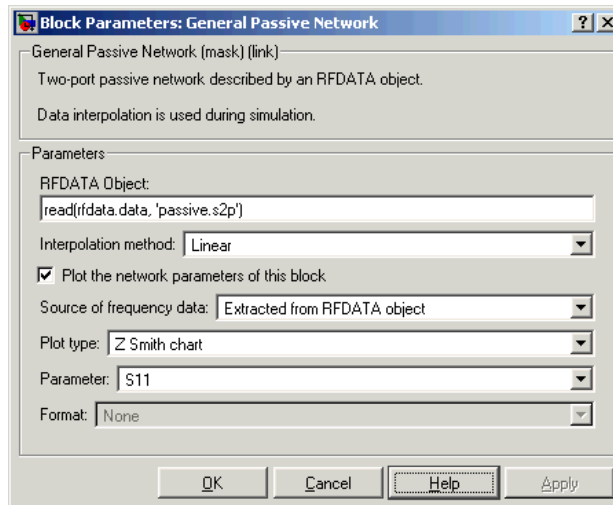 Block Parameters: General Passive Network
General Passive Network (mask) (link)
Two-port passive network described by an RFDATA object.
Data interpolation is used during simulation.
Parameters
RFDATA Object:
read(rfdata.data, 'passive.s2p')
Interpolation method: Linear
Plot the network parameters of this block
Source of frequency data: Extracted from RFDATA object
Plot type: Z Smith chart
Parameter: S11
Format: None
OK Cancel Help Apply